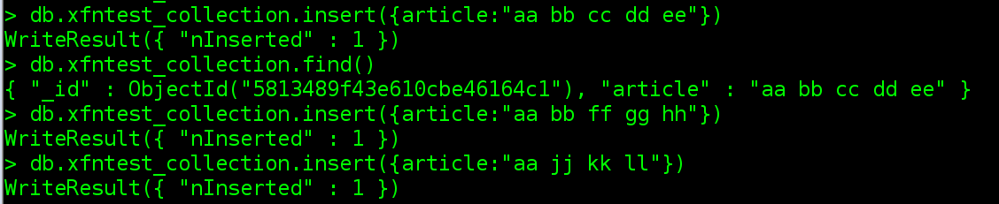 > db.xfntest_collection.insert({article:"aa bb cc dd ee"})
WriteResult({ "nInserted" : 1 })
> db.xfntest_collection.find()
{ "_id" : ObjectId("5813489f43e610cbe46164c1"), "article" : "aa bb cc dd ee" }
> db.xfntest_collection.insert({article:"aa bb ff gg hh"})
WriteResult({ "nInserted" : 1 })
> db.xfntest_collection.insert({article:"aa jj kk ll"})
WriteResult({ "nInserted" : 1 })